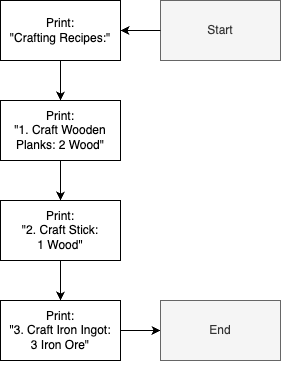 Print:
"Crafting Recipes:"
Start
Print:
"1. Craft Wooden
Planks: 2 Wood"
Print:
"2. Craft Stick:
1 Wood"
Print:
"3. Craft Iron Ingot:
3 Iron Ore"
End